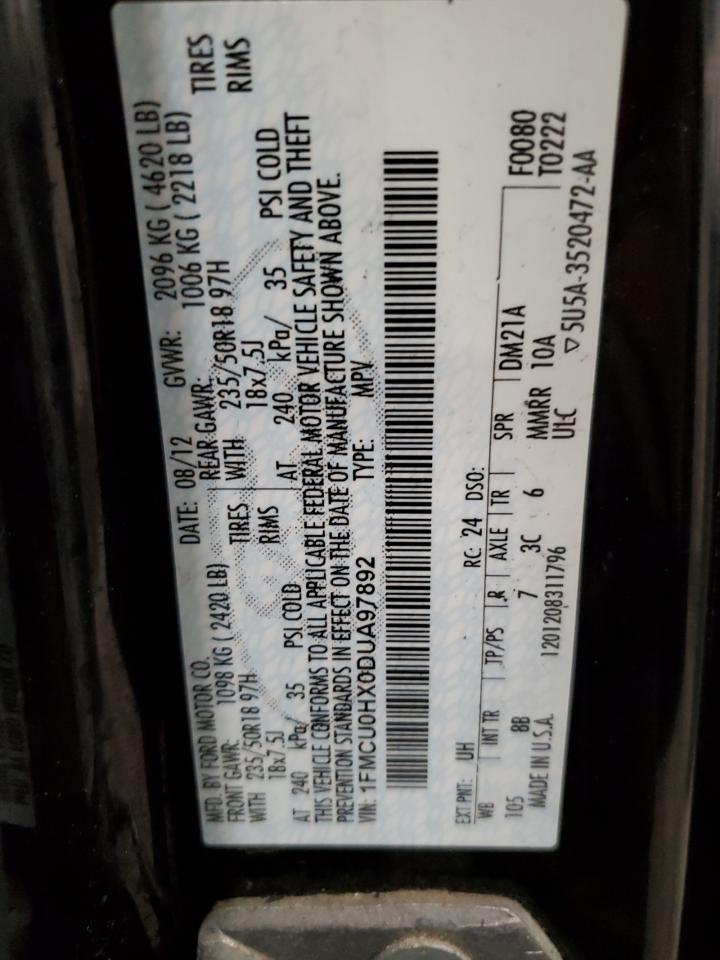 MFD. BY FORD MOTOR CO. DATE: 08/12 GVWR: 2096 KG ( 4620 LB)
FRONT GAWR: 1098 KG ( 2420 LB) REAR GAWR: 1006 KG ( 2218 LB)
WITH 235/50R18 97H TIRES WITH 235/50R18 97H TIRES
18x7.5J RIMS 18x7.5J RIMS
AT 240 kPa/ 35 PSI COLD AT 240 kPa/ 35 PSI COLD
THIS VEHICLE CONFORMS TO ALL APPLICABLE FEDERAL MOTOR VEHICLE SAFETY AND THEFT
PREVENTION STANDARDS IN EFFECT ON THE DATE OF MANUFACTURE SHOWN ABOVE.
VIN: 1FMCU0HX0DUA97892 TYPE: MPV
EXT PNT: UH RC: 24 DSO: F0080
WB INT TR TP/PS R AXLE TR SPR T0222
105 8B 7 3C 6 MMRR DM21A
ULC 10A
MADE IN U.S.A. 1201208311796 ▽5U5A-3520472-AA